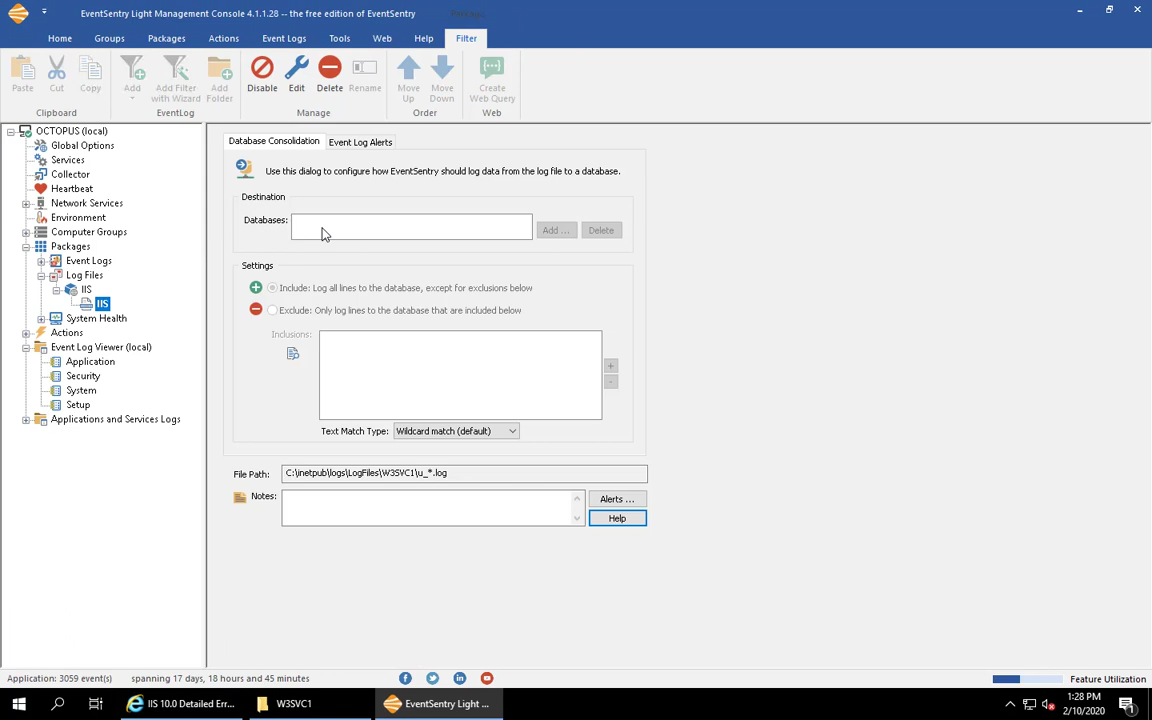 EventSentry Light Management Console 4.1.1.28 -- the free edition of EventSentry
Home Groups Packages Actions Event Logs Tools Web Help Filter
Paste Cut Copy Add Add Filter with Wizard Add Folder Disable Edit Delete Rename Move Up Move Down Create Web Query
Clipboard EventLog Manage Order Web
OCTOPUS (local)
Global Options
Services
Collector
Heartbeat
Network Services
Environment
Computer Groups
Packages
Event Logs
Log Files
IIS
IIS
System Health
Actions
Event Log Viewer (local)
Application
Security
System
Setup
Applications and Services Logs
Database Consolidation Event Log Alerts
Use this dialog to configure how EventSentry should log data from the log file to a database.
Destination
Databases: Add ... Delete
Settings
Include: Log all lines to the database, except for exclusions below
Exclude: Only log lines to the database that are included below
Inclusions:
+
-
Text Match Type: Wildcard match (default)
File Path: C:\inetpub\logs\LogFiles\W3SVC1\u_*.log
Notes: Alerts ...
Help
Application: 3059 event(s) spanning 17 days, 18 hours and 45 minutes Feature Utilization
IIS 10.0 Detailed Err... W3SVC1 EventSentry Light ... 1:28 PM
2/10/2020
1